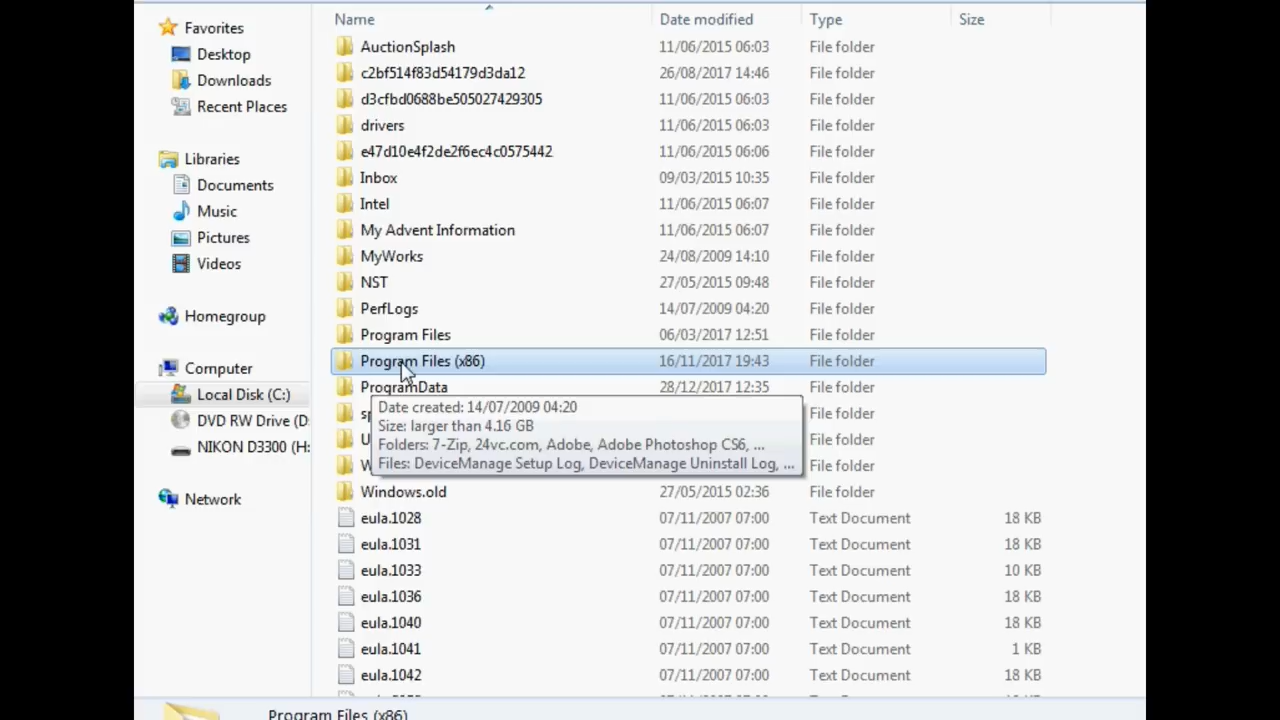 Name Date modified Type Size
Favorites
Desktop
Downloads
Recent Places
Libraries
Documents
Music
Pictures
Videos
Homegroup
Computer
Local Disk (C:)
DVD RW Drive (D:
NIKON D3300 (H:
Network
AuctionSplash 11/06/2015 06:03 File folder
c2bf514f83d54179d3da12 26/08/2017 14:46 File folder
d3cfbd0688be505027429305 11/06/2015 06:03 File folder
drivers 11/06/2015 06:03 File folder
e47d10e4f2de2f6ec4c0575442 11/06/2015 06:06 File folder
Inbox 09/03/2015 10:35 File folder
Intel 11/06/2015 06:07 File folder
My Advent Information 11/06/2015 06:07 File folder
MyWorks 24/08/2009 14:10 File folder
NST 27/05/2015 09:48 File folder
PerfLogs 14/07/2009 04:20 File folder
Program Files 06/03/2017 12:51 File folder
Program Files (x86) 16/11/2017 19:43 File folder
ProgramData 28/12/2017 12:35 File folder
File folder
File folder
File folder
Date created: 14/07/2009 04:20
Size: larger than 4.16 GB
Folders: 7-Zip, 24vc.com, Adobe, Adobe Photoshop CS6, ...
Files: DeviceManage Setup Log, DeviceManage Uninstall Log, ...
Windows.old 27/05/2015 02:36 File folder
eula.1028 07/11/2007 07:00 Text Document 18 KB
eula.1031 07/11/2007 07:00 Text Document 18 KB
eula.1033 07/11/2007 07:00 Text Document 10 KB
eula.1036 07/11/2007 07:00 Text Document 18 KB
eula.1040 07/11/2007 07:00 Text Document 18 KB
eula.1041 07/11/2007 07:00 Text Document 1 KB
eula.1042 07/11/2007 07:00 Text Document 18 KB
Program Files (x86)